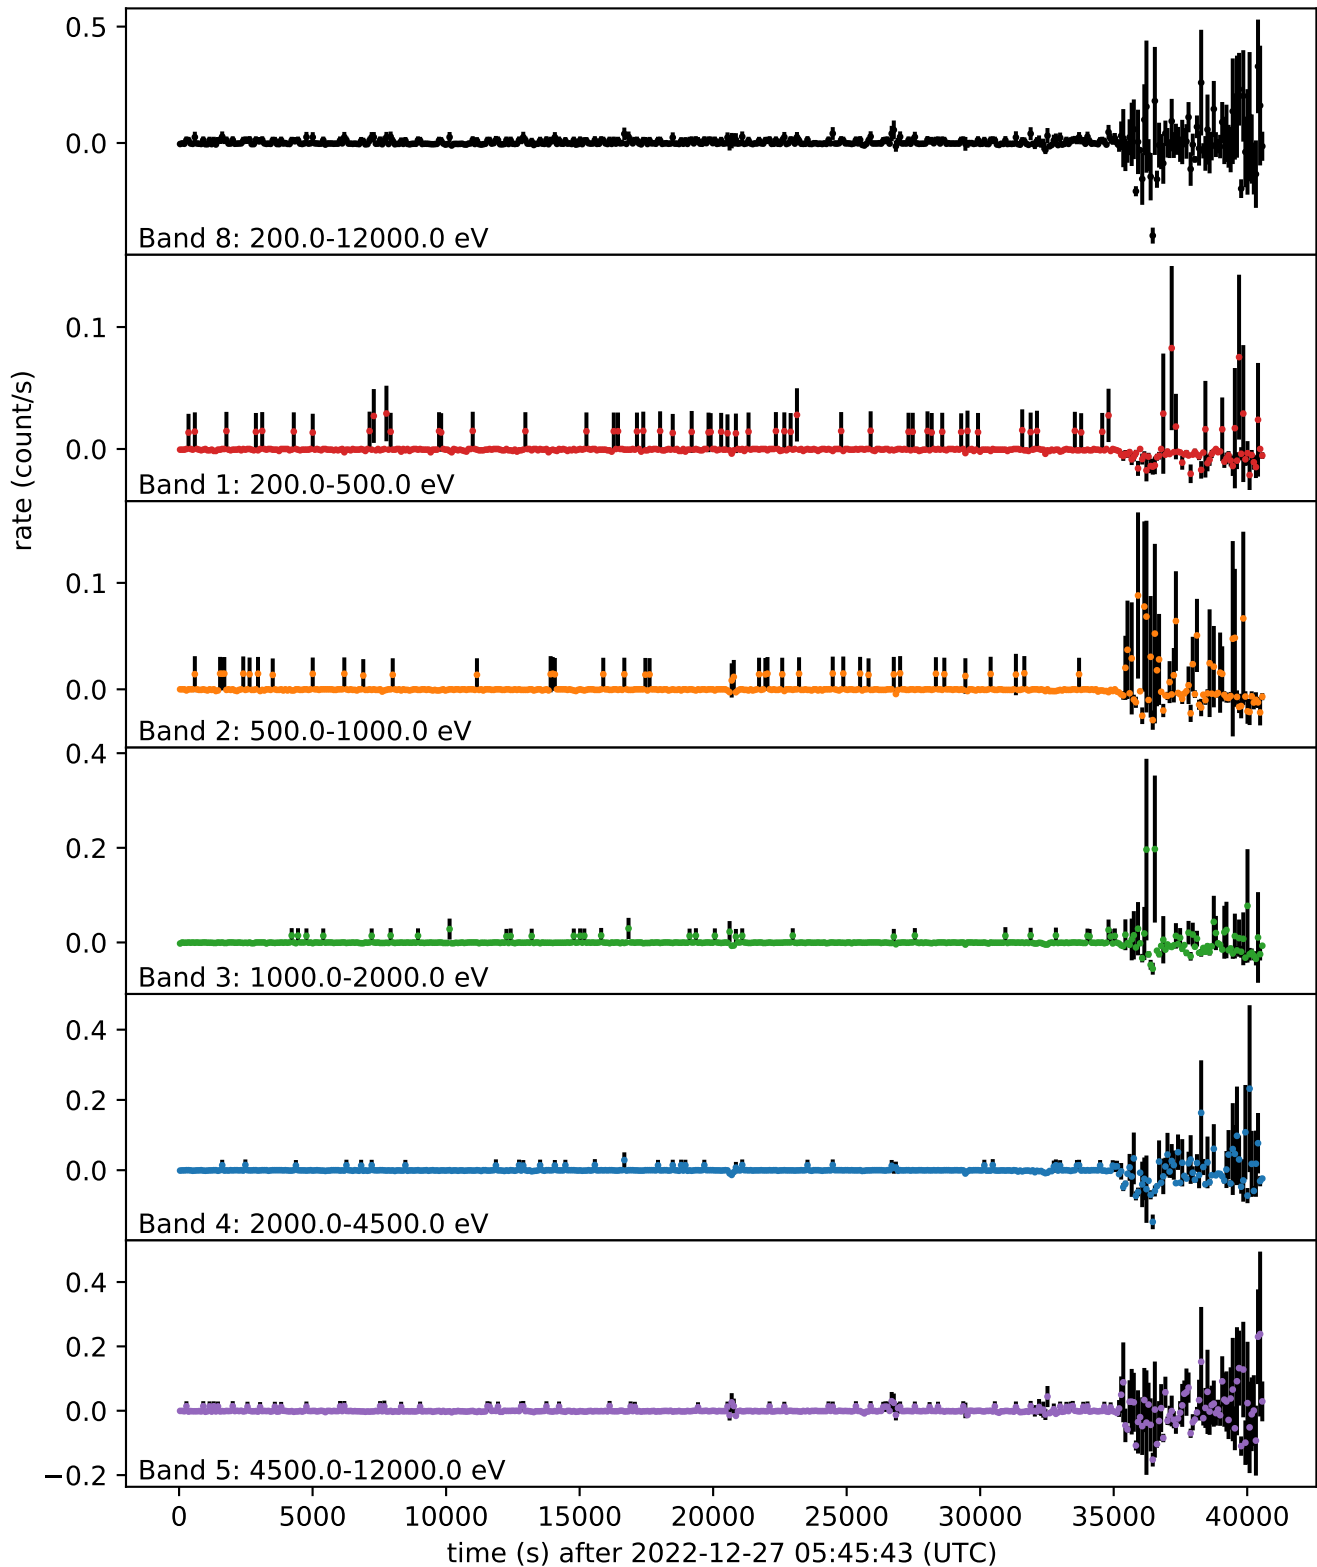 0.5
0.0
Band 8: 200.0-12000.0 eV
0.1
0.0
Band 1: 200.0-500.0 eV
rate (count/s)
0.1
0.0
Band 2: 500.0-1000.0 eV
0.4
0.2
0.0
Band 3: 1000.0-2000.0 eV
0.4
0.2
0.0
Band 4: 2000.0-4500.0 eV
0.4
0.2
0.0
−0.2
Band 5: 4500.0-12000.0 eV
0 5000 10000 15000 20000 25000 30000 35000 40000
time (s) after 2022-12-27 05:45:43 (UTC)